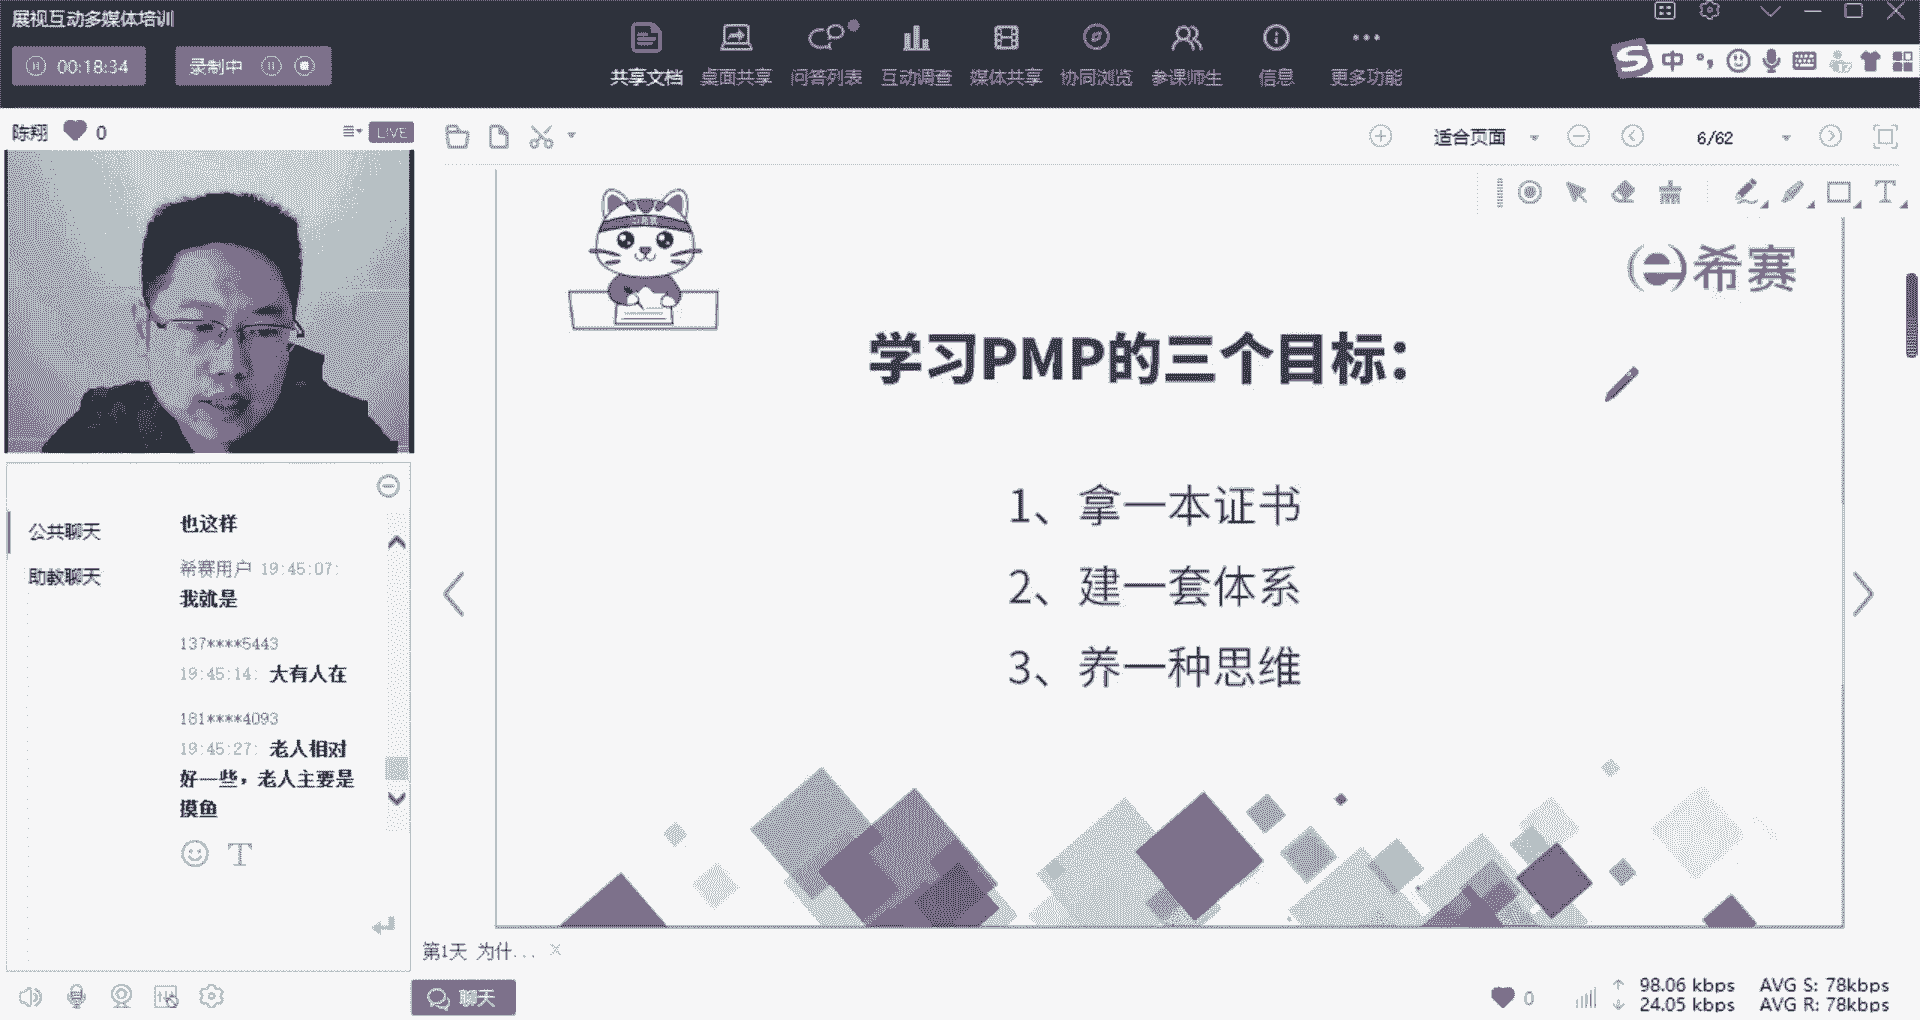 展视互动多媒体培训
00:18:34
录制中
共享文档
桌面共享
问答列表
互动调查
媒体共享
协同浏览
参课师生
信息
更多功能
中
陈翔
0
LIVE
适合页面
6/62
希赛
学习PMP的三个目标：
1、拿一本证书
2、建一套体系
3、养一种思维
公共聊天
助教聊天
也这样
希赛用户 19:45:07:
我就是
137****5443
19:45:14: 大有人在
181****4093
19:45:27: 老人相对
好一些，老人主要是
摸鱼
T
第1天 为什...
聊天
0
98.06 kbps
24.05 kbps
AVG S: 78kbps
AVG R: 78kbps